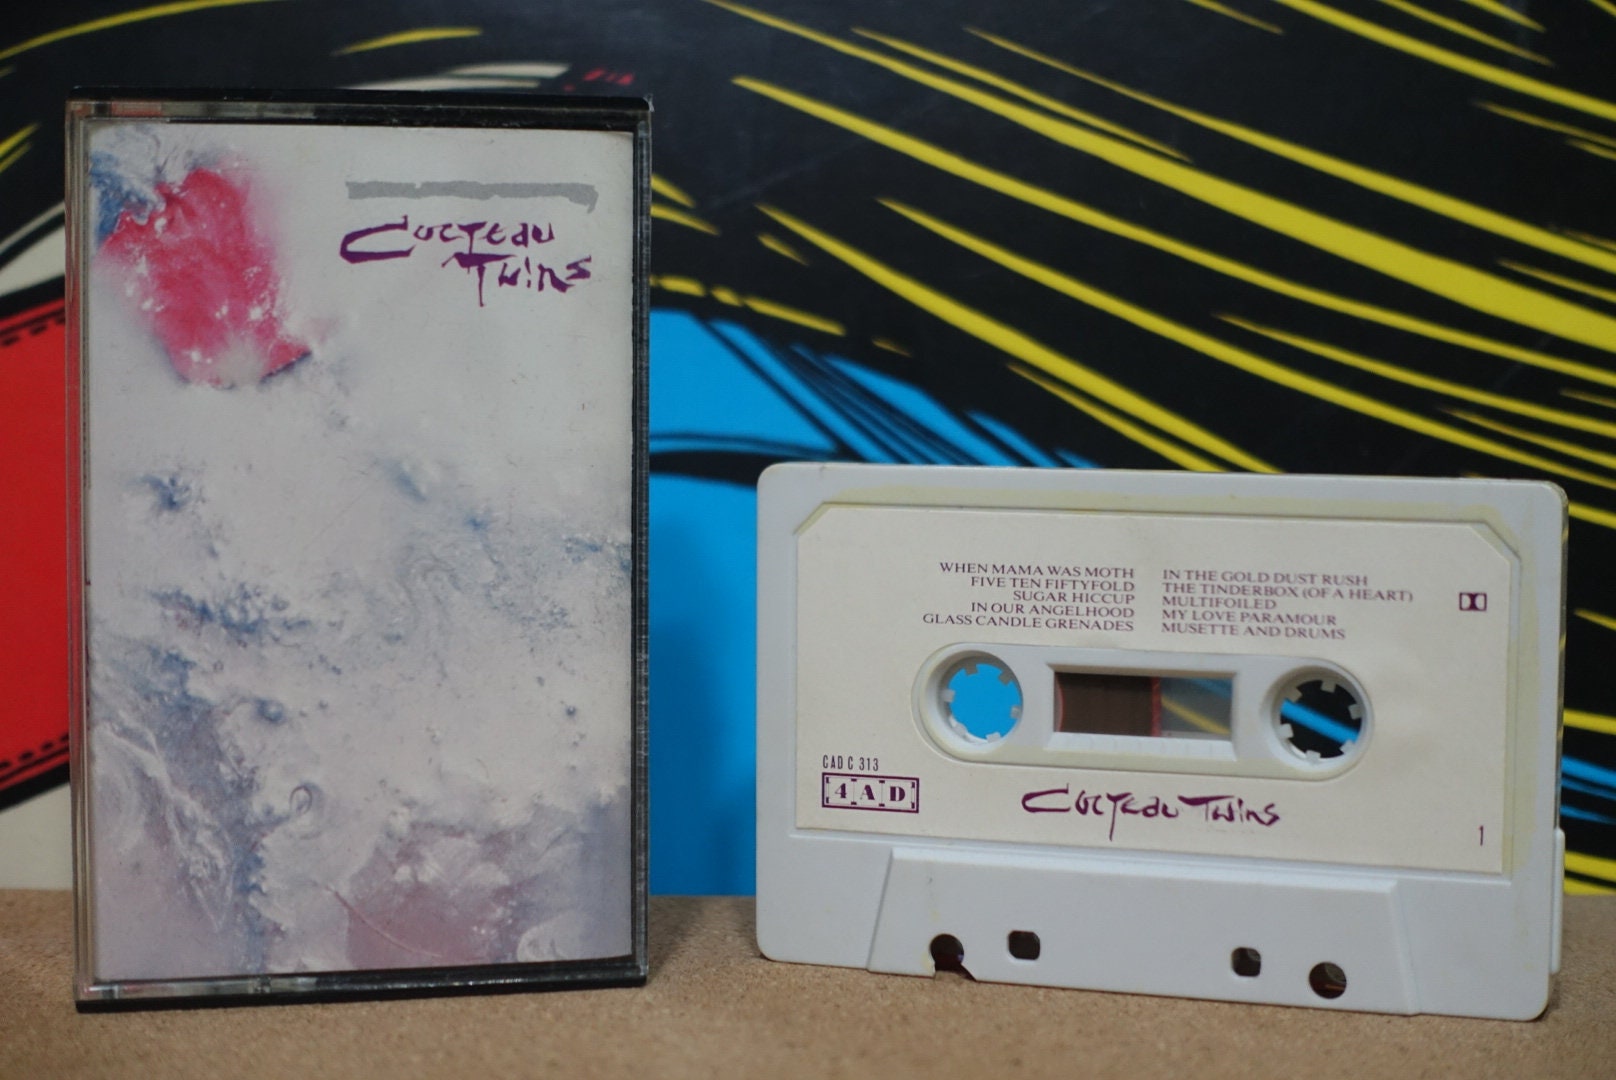 Cocteau
Twins
WHEN MAMA WAS MOTH
FIVE TEN FIFTYFOLD
SUGAR HICCUP
IN OUR ANGELHOOD
GLASS CANDLE GRENADES
IN THE GOLD DUST RUSH
THE TINDERBOX (OF A HEART)
MULTIFOILED
MY LOVE PARAMOUR
MUSETTE AND DRUMS
CAD C 313
4AD
Cocteau Twins
1